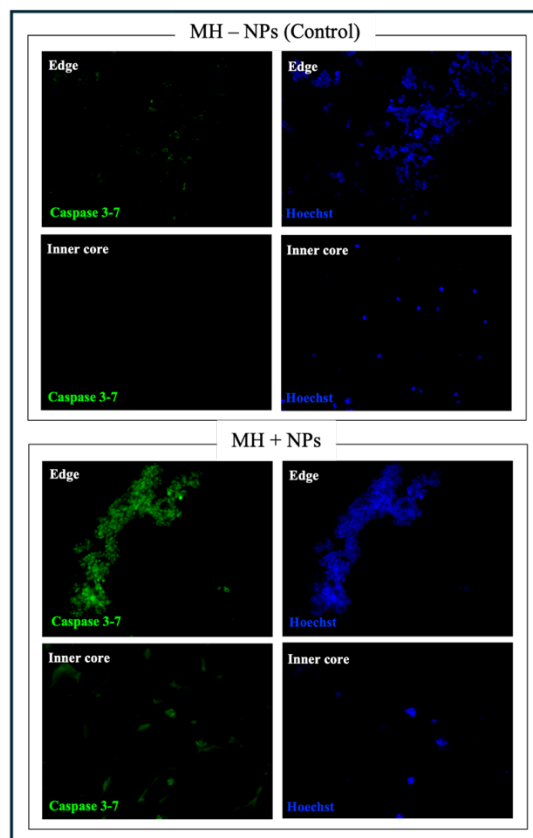 MH – NPs (Control)
Edge
Edge
Caspase 3-7
Hoechst
Inner core
Inner core
Caspase 3-7
Hoechst
MH + NPs
Edge
Edge
Caspase 3-7
Hoechst
Inner core
Inner core
Caspase 3-7
Hoechst